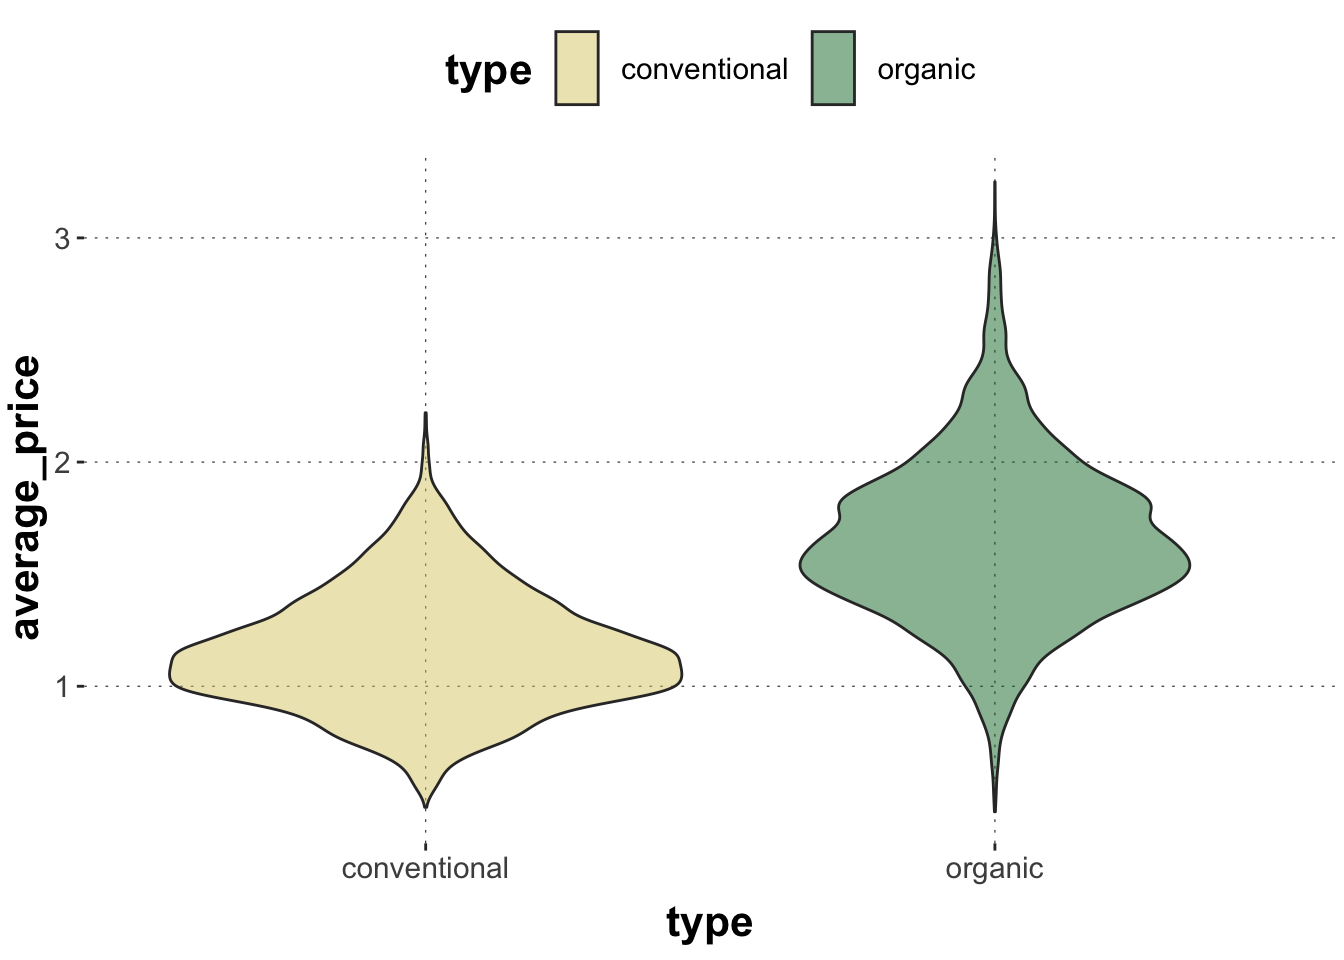 type conventional organic
3
2
1
average_price
conventional organic
type